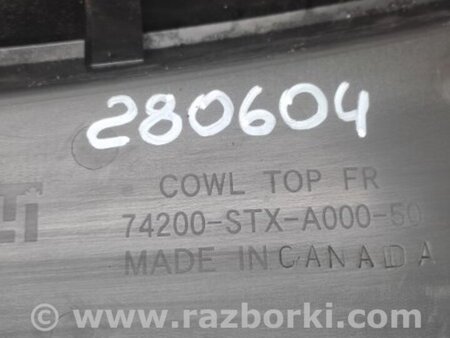 280604
COWL TOP FR
74200-STX-A000-50
MADE IN CANADA
© www.razborki.com